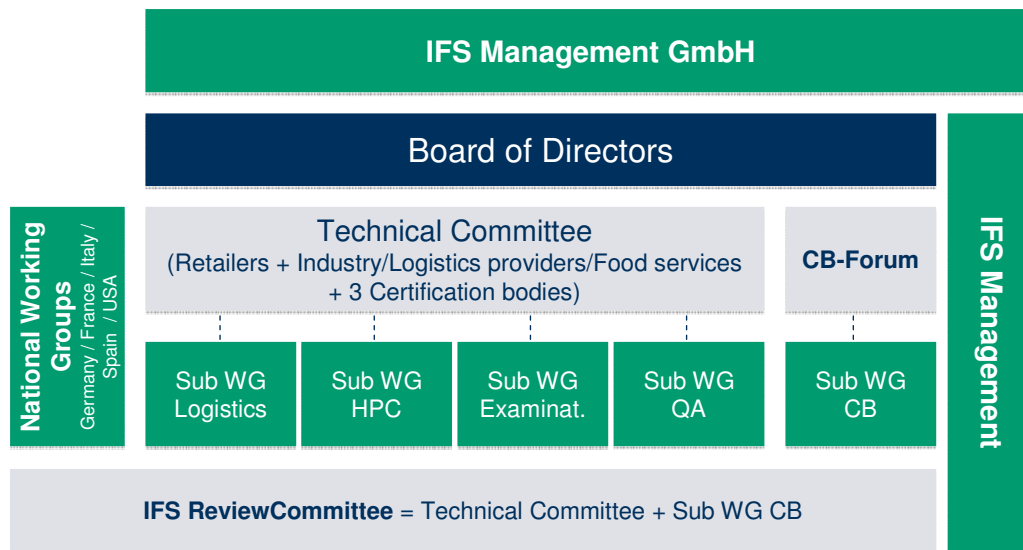 IFS Management GmbH
Board of Directors
National Working
Groups
Germany / France / Italy /
Spain / USA
Technical Committee
(Retailers + Industry/Logistics providers/Food services
+ 3 Certification bodies)
CB-Forum
IFS Management
Sub WG
Logistics
Sub WG
HPC
Sub WG
Examinat.
Sub WG
QA
Sub WG
CB
IFS ReviewCommittee = Technical Committee + Sub WG CB